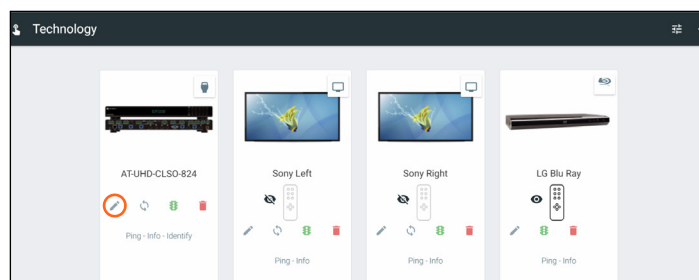 Technology
AT-UHD-CLSO-824
Sony Left
Sony Right
LG Blu Ray
Ping - Info - Identify
Ping - Info
Ping - Info
Ping - Info